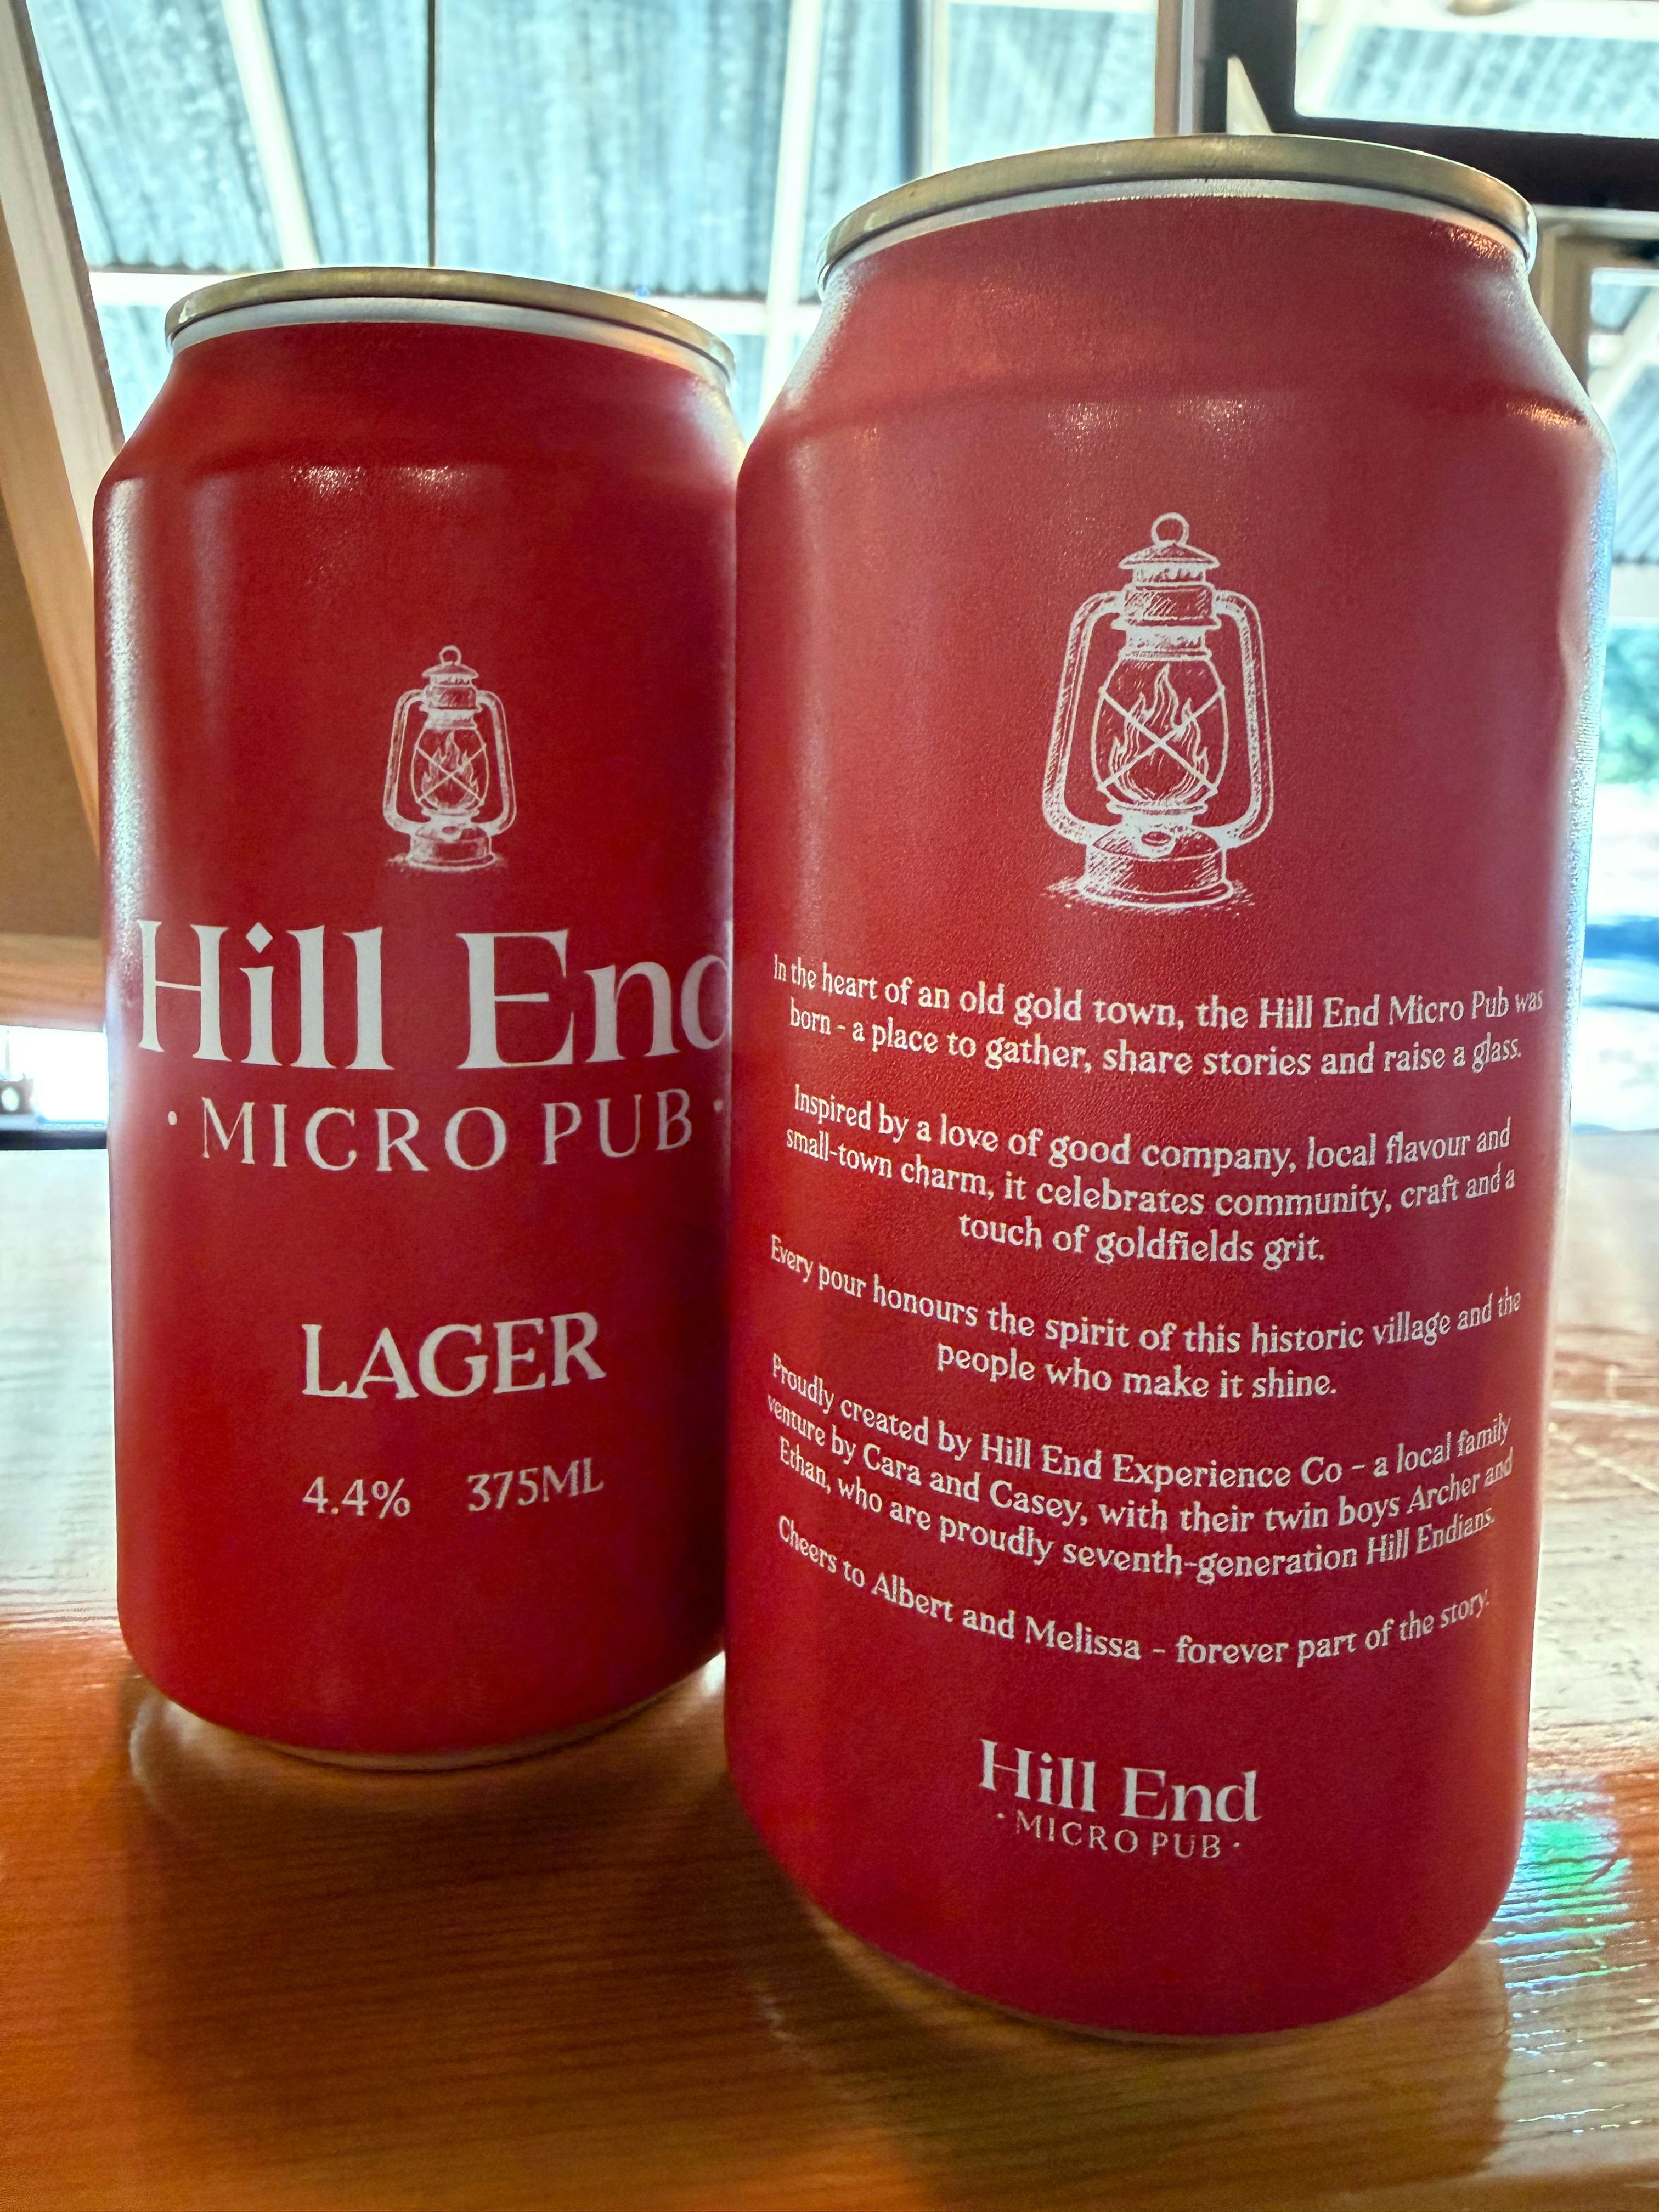 Hill End
· MICRO PUB ·
LAGER
4.4% 375ML
In the heart of an old gold town, the Hill End Micro Pub was
born - a place to gather, share stories and raise a glass.
Inspired by a love of good company, local flavour and
small-town charm, it celebrates community, craft and a
touch of goldfields grit.
Every pour honours the spirit of this historic village and the
people who make it shine.
Proudly created by Hill End Experience Co - a local family
venture by Cara and Casey, with their twin boys Archer and
Ethan, who are proudly seventh-generation Hill Endians.
Cheers to Albert and Melissa - forever part of the story.
Hill End
· MICRO PUB ·